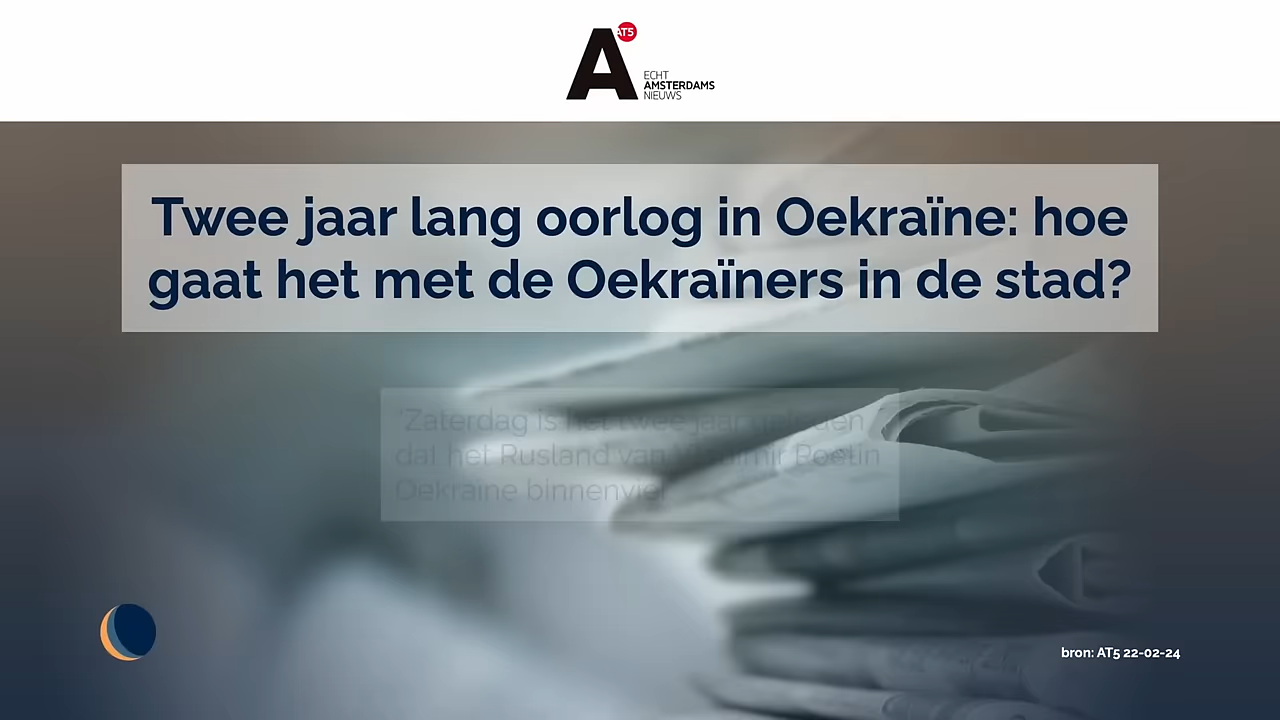 AT5
ECHT
AMSTERDAMS
NIEUWS
Twee jaar lang oorlog in Oekraïne: hoe
gaat het met de Oekraïners in de stad?
'Zaterdag is het twee jaar geleden
dat het Rusland van Vladimir Poetin
Oekraïne binnenviel
bron: AT5 22-02-24